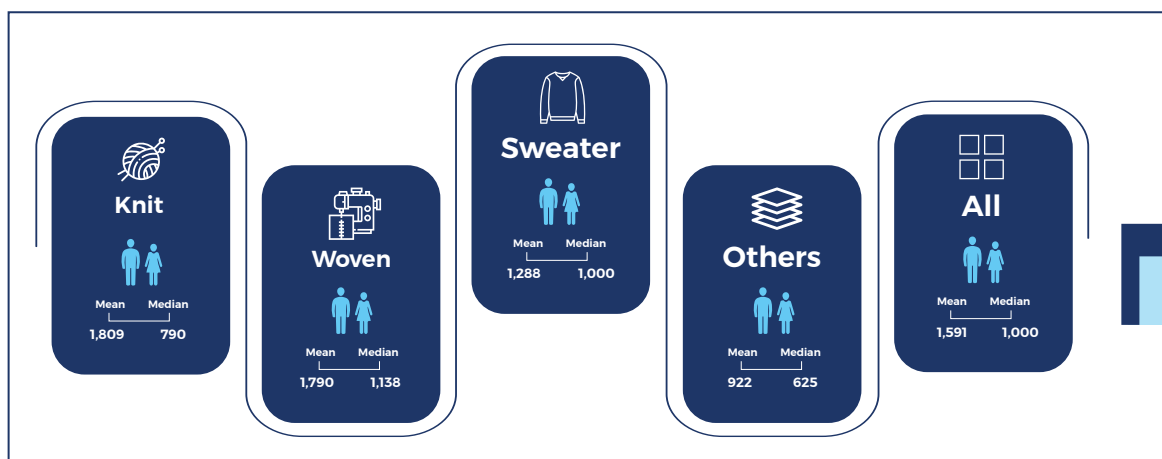 Knit
Mean Median
1,809 790
Woven
Mean Median
1,790 1,138
Sweater
Mean Median
1,288 1,000
Others
Mean Median
922 625
All
Mean Median
1,591 1,000